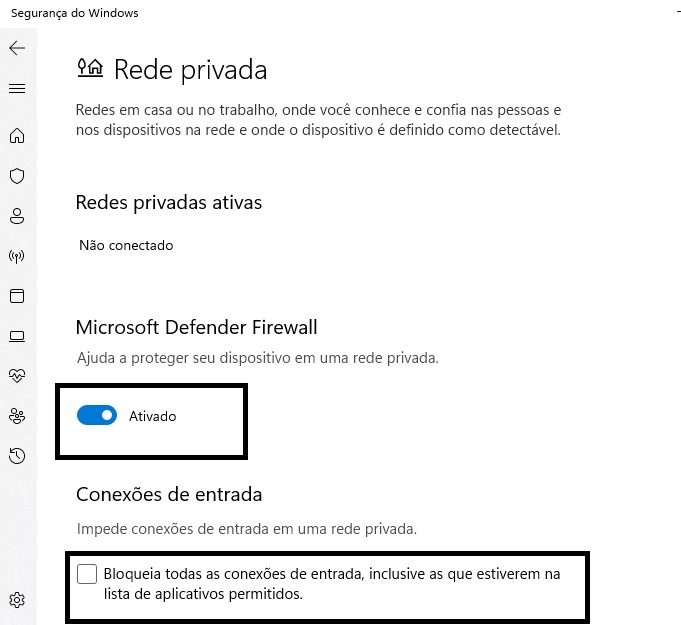 Segurança do Windows
Rede privada
Redes em casa ou no trabalho, onde você conhece e confia nas pessoas e
nos dispositivos na rede e onde o dispositivo é definido como detectável.
Redes privadas ativas
Não conectado
Microsoft Defender Firewall
Ajuda a proteger seu dispositivo em uma rede privada.
Ativado
Conexões de entrada
Impede conexões de entrada em uma rede privada.
Bloqueia todas as conexões de entrada, inclusive as que estiverem na
lista de aplicativos permitidos.